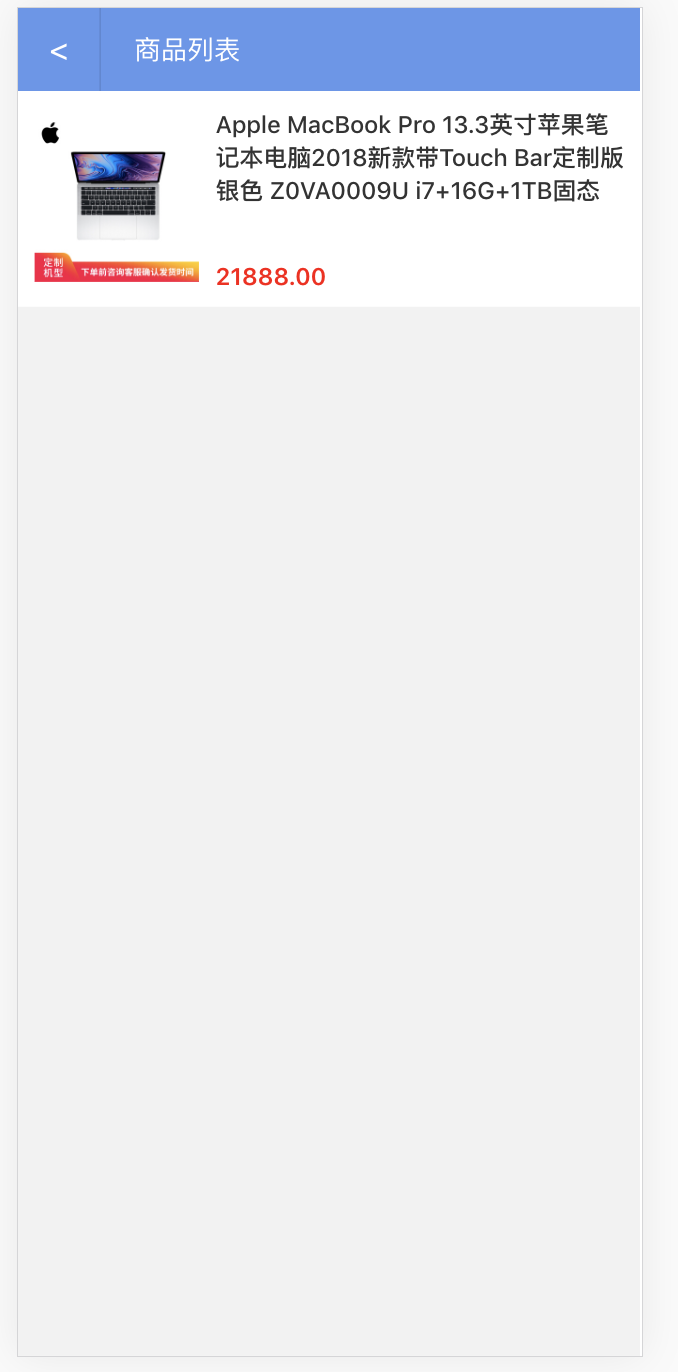 <
商品列表
Apple MacBook Pro 13.3英寸苹果笔
记本电脑2018新款带Touch Bar定制版
银色 Z0VA0009U i7+16G+1TB固态
定制
机型
下单前咨询客服确认发货时间
21888.00